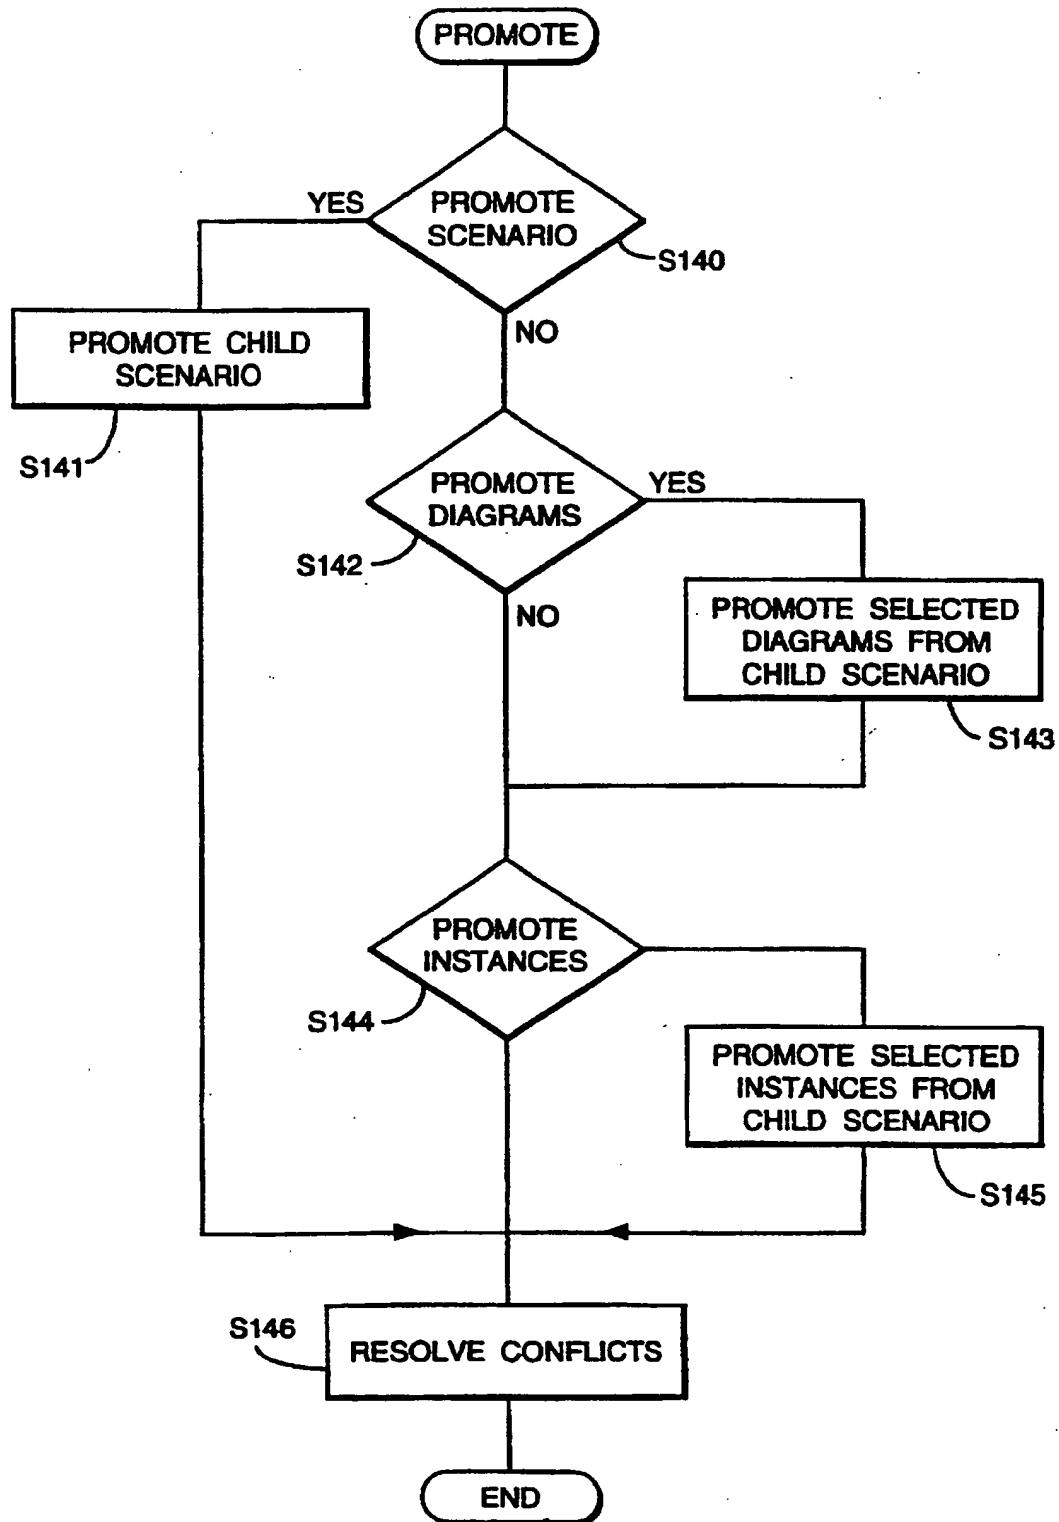 PROMOTE
PROMOTE
SCENARIO
YES
S140
NO
PROMOTE CHILD
SCENARIO
S141
PROMOTE
DIAGRAMS
YES
S142
NO
PROMOTE SELECTED
DIAGRAMS FROM
CHILD SCENARIO
S143
PROMOTE
INSTANCES
S144
PROMOTE SELECTED
INSTANCES FROM
CHILD SCENARIO
S145
S146
RESOLVE CONFLICTS
END